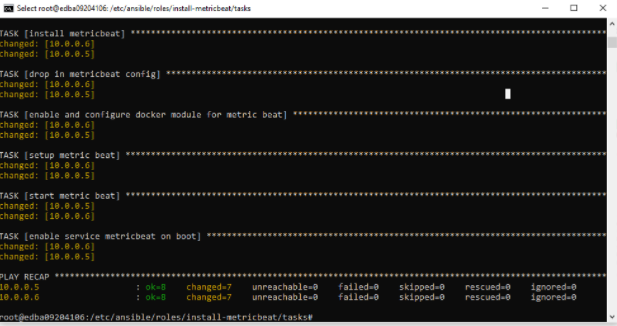 Select root@edba09204106: /etc/ansible/roles/install-metricbeat/tasks
TASK [install metricbeat] ****************************************************************************************************
changed: [10.0.0.6]
changed: [10.0.0.5]
TASK [drop in metricbeat config] *********************************************************************************************
changed: [10.0.0.6]
changed: [10.0.0.5]
TASK [enable and configure docker module for metric beat] ********************************************************************
changed: [10.0.0.6]
changed: [10.0.0.5]
TASK [setup metric beat] *****************************************************************************************************
changed: [10.0.0.6]
changed: [10.0.0.5]
TASK [start metric beat] *****************************************************************************************************
changed: [10.0.0.6]
changed: [10.0.0.5]
TASK [enable service metricbeat on boot] *************************************************************************************
changed: [10.0.0.6]
changed: [10.0.0.5]
PLAY RECAP *******************************************************************************************************************
10.0.0.5 : ok=8 changed=7 unreachable=0 failed=0 skipped=0 rescued=0 ignored=0
10.0.0.6 : ok=8 changed=7 unreachable=0 failed=0 skipped=0 rescued=0 ignored=0
root@edba09204106:/etc/ansible/roles/install-metricbeat/tasks#